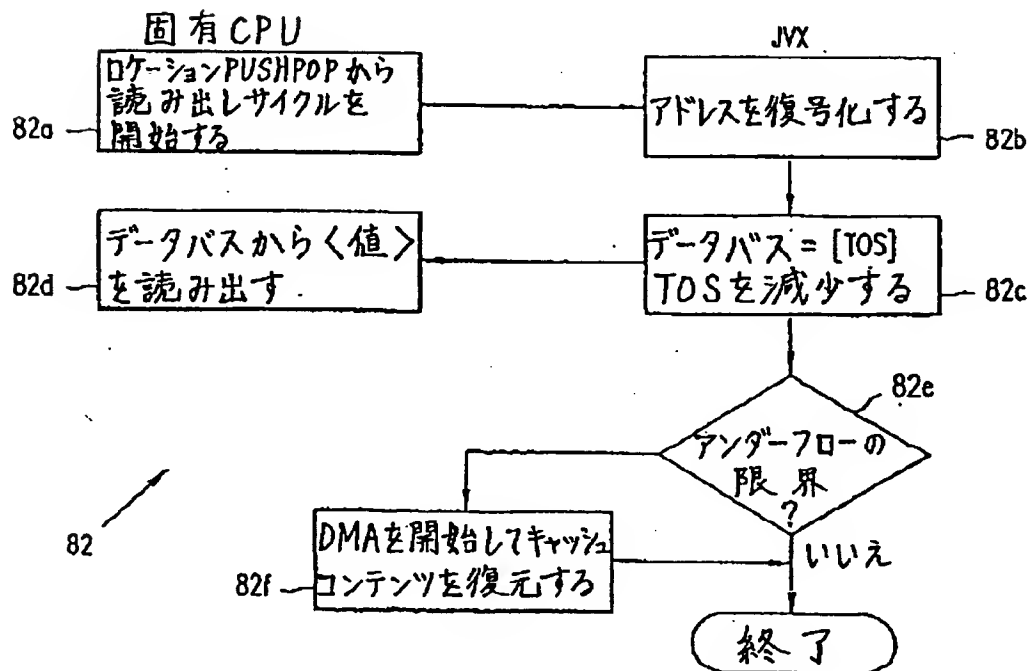 固有CPU
JVX
ロケーションPUSHPOPから
読み出しサイクルを
開始する
82a
アドレスを復号化する
82b
データバスから<値>
を読み出す
82d
データバス=[TOS]
TOSを減少する
82c
82e
アンダーフローの
限界
?
いいえ
DMAを開始してキャッシュ
コンテンツを復元する
82f
82
終了